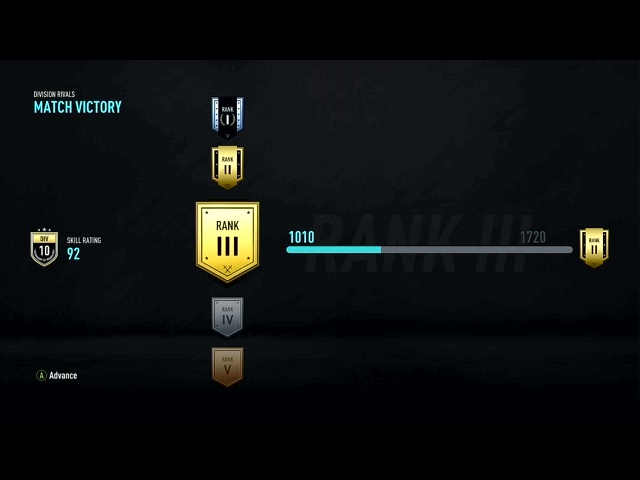 DIVISION RIVALS
MATCH VICTORY
RANK
I
RANK
II
RANK
III
1010
1720
RANK III
RANK
II
DIV
10
SKILL RATING
92
RANK
IV
RANK
V
A Advance